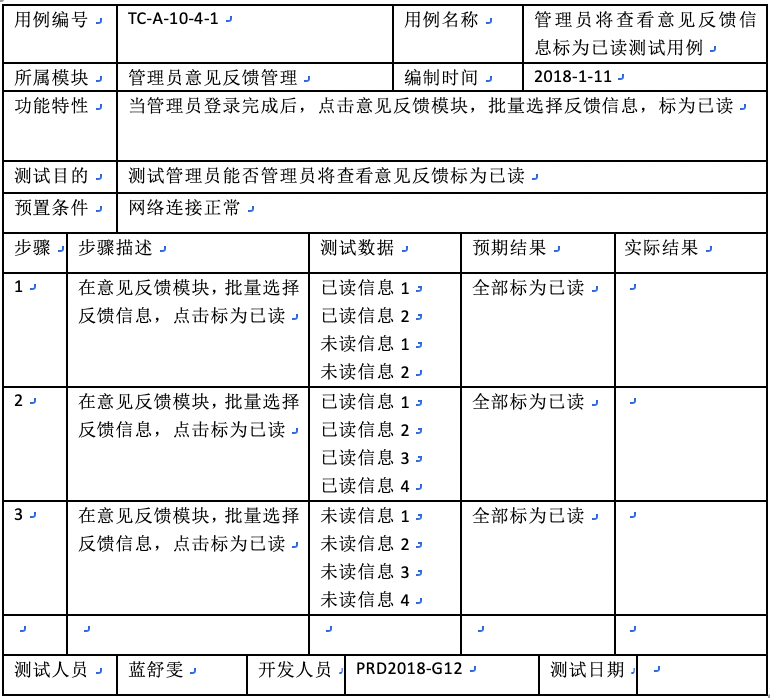 用例编号 TC-A-10-4-1 用例名称 管理员将查看意见反馈信
息标为已读测试用例
所属模块 管理员意见反馈管理 编制时间 2018-1-11
功能特性 当管理员登录完成后，点击意见反馈模块，批量选择反馈信息，标为已读
测试目的 测试管理员能否管理员将查看意见反馈标为已读
预置条件 网络连接正常
步骤 步骤描述 测试数据 预期结果 实际结果
1 在意见反馈模块，批量选择 已读信息 1 全部标为已读
反馈信息，点击标为已读 已读信息 2
未读信息 1
未读信息 2
2 在意见反馈模块，批量选择 已读信息 1 全部标为已读
反馈信息，点击标为已读 已读信息 2
已读信息 3
已读信息 4
3 在意见反馈模块，批量选择 未读信息 1 全部标为已读
反馈信息，点击标为已读 未读信息 2
未读信息 3
未读信息 4
测试人员 蓝舒雯 开发人员 PRD2018-G12 测试日期